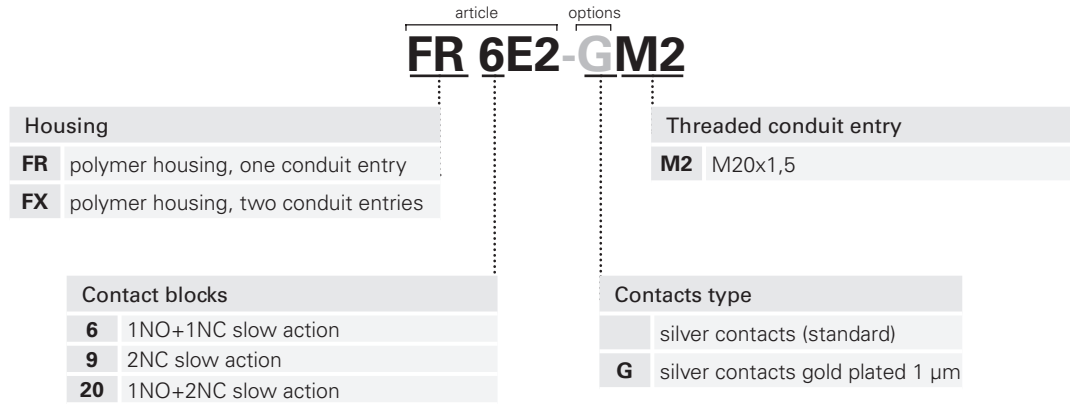 article options
FR 6E2-GM2
Housing
FR polymer housing, one conduit entry
FX polymer housing, two conduit entries
Threaded conduit entry
M2 M20x1,5
Contact blocks
6 1NO+1NC slow action
9 2NC slow action
20 1NO+2NC slow action
Contacts type
silver contacts (standard)
G silver contacts gold plated 1 µm